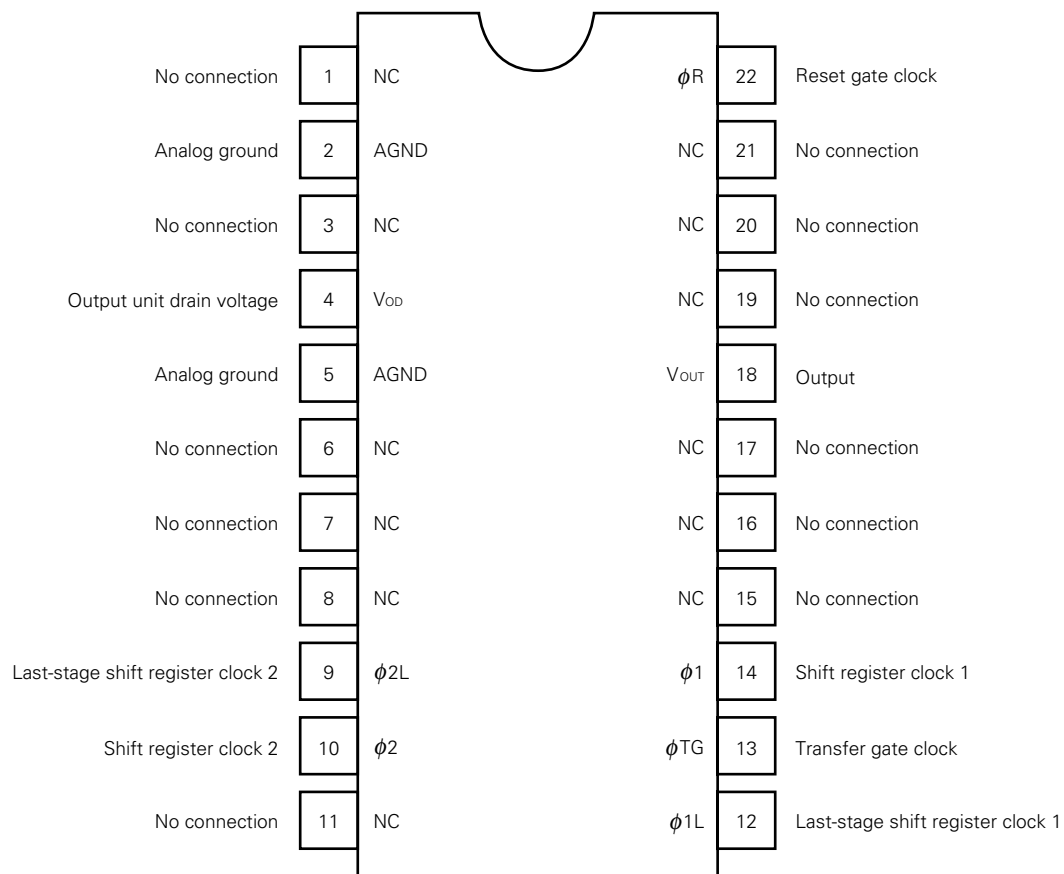 No connection 1 NC ϕR 22 Reset gate clock
Analog ground 2 AGND NC 21 No connection
No connection 3 NC NC 20 No connection
Output unit drain voltage 4 VOD NC 19 No connection
Analog ground 5 AGND VOUT 18 Output
No connection 6 NC NC 17 No connection
No connection 7 NC NC 16 No connection
No connection 8 NC NC 15 No connection
Last-stage shift register clock 2 9 ϕ2L ϕ1 14 Shift register clock 1
Shift register clock 2 10 ϕ2 ϕTG 13 Transfer gate clock
No connection 11 NC ϕ1L 12 Last-stage shift register clock 1